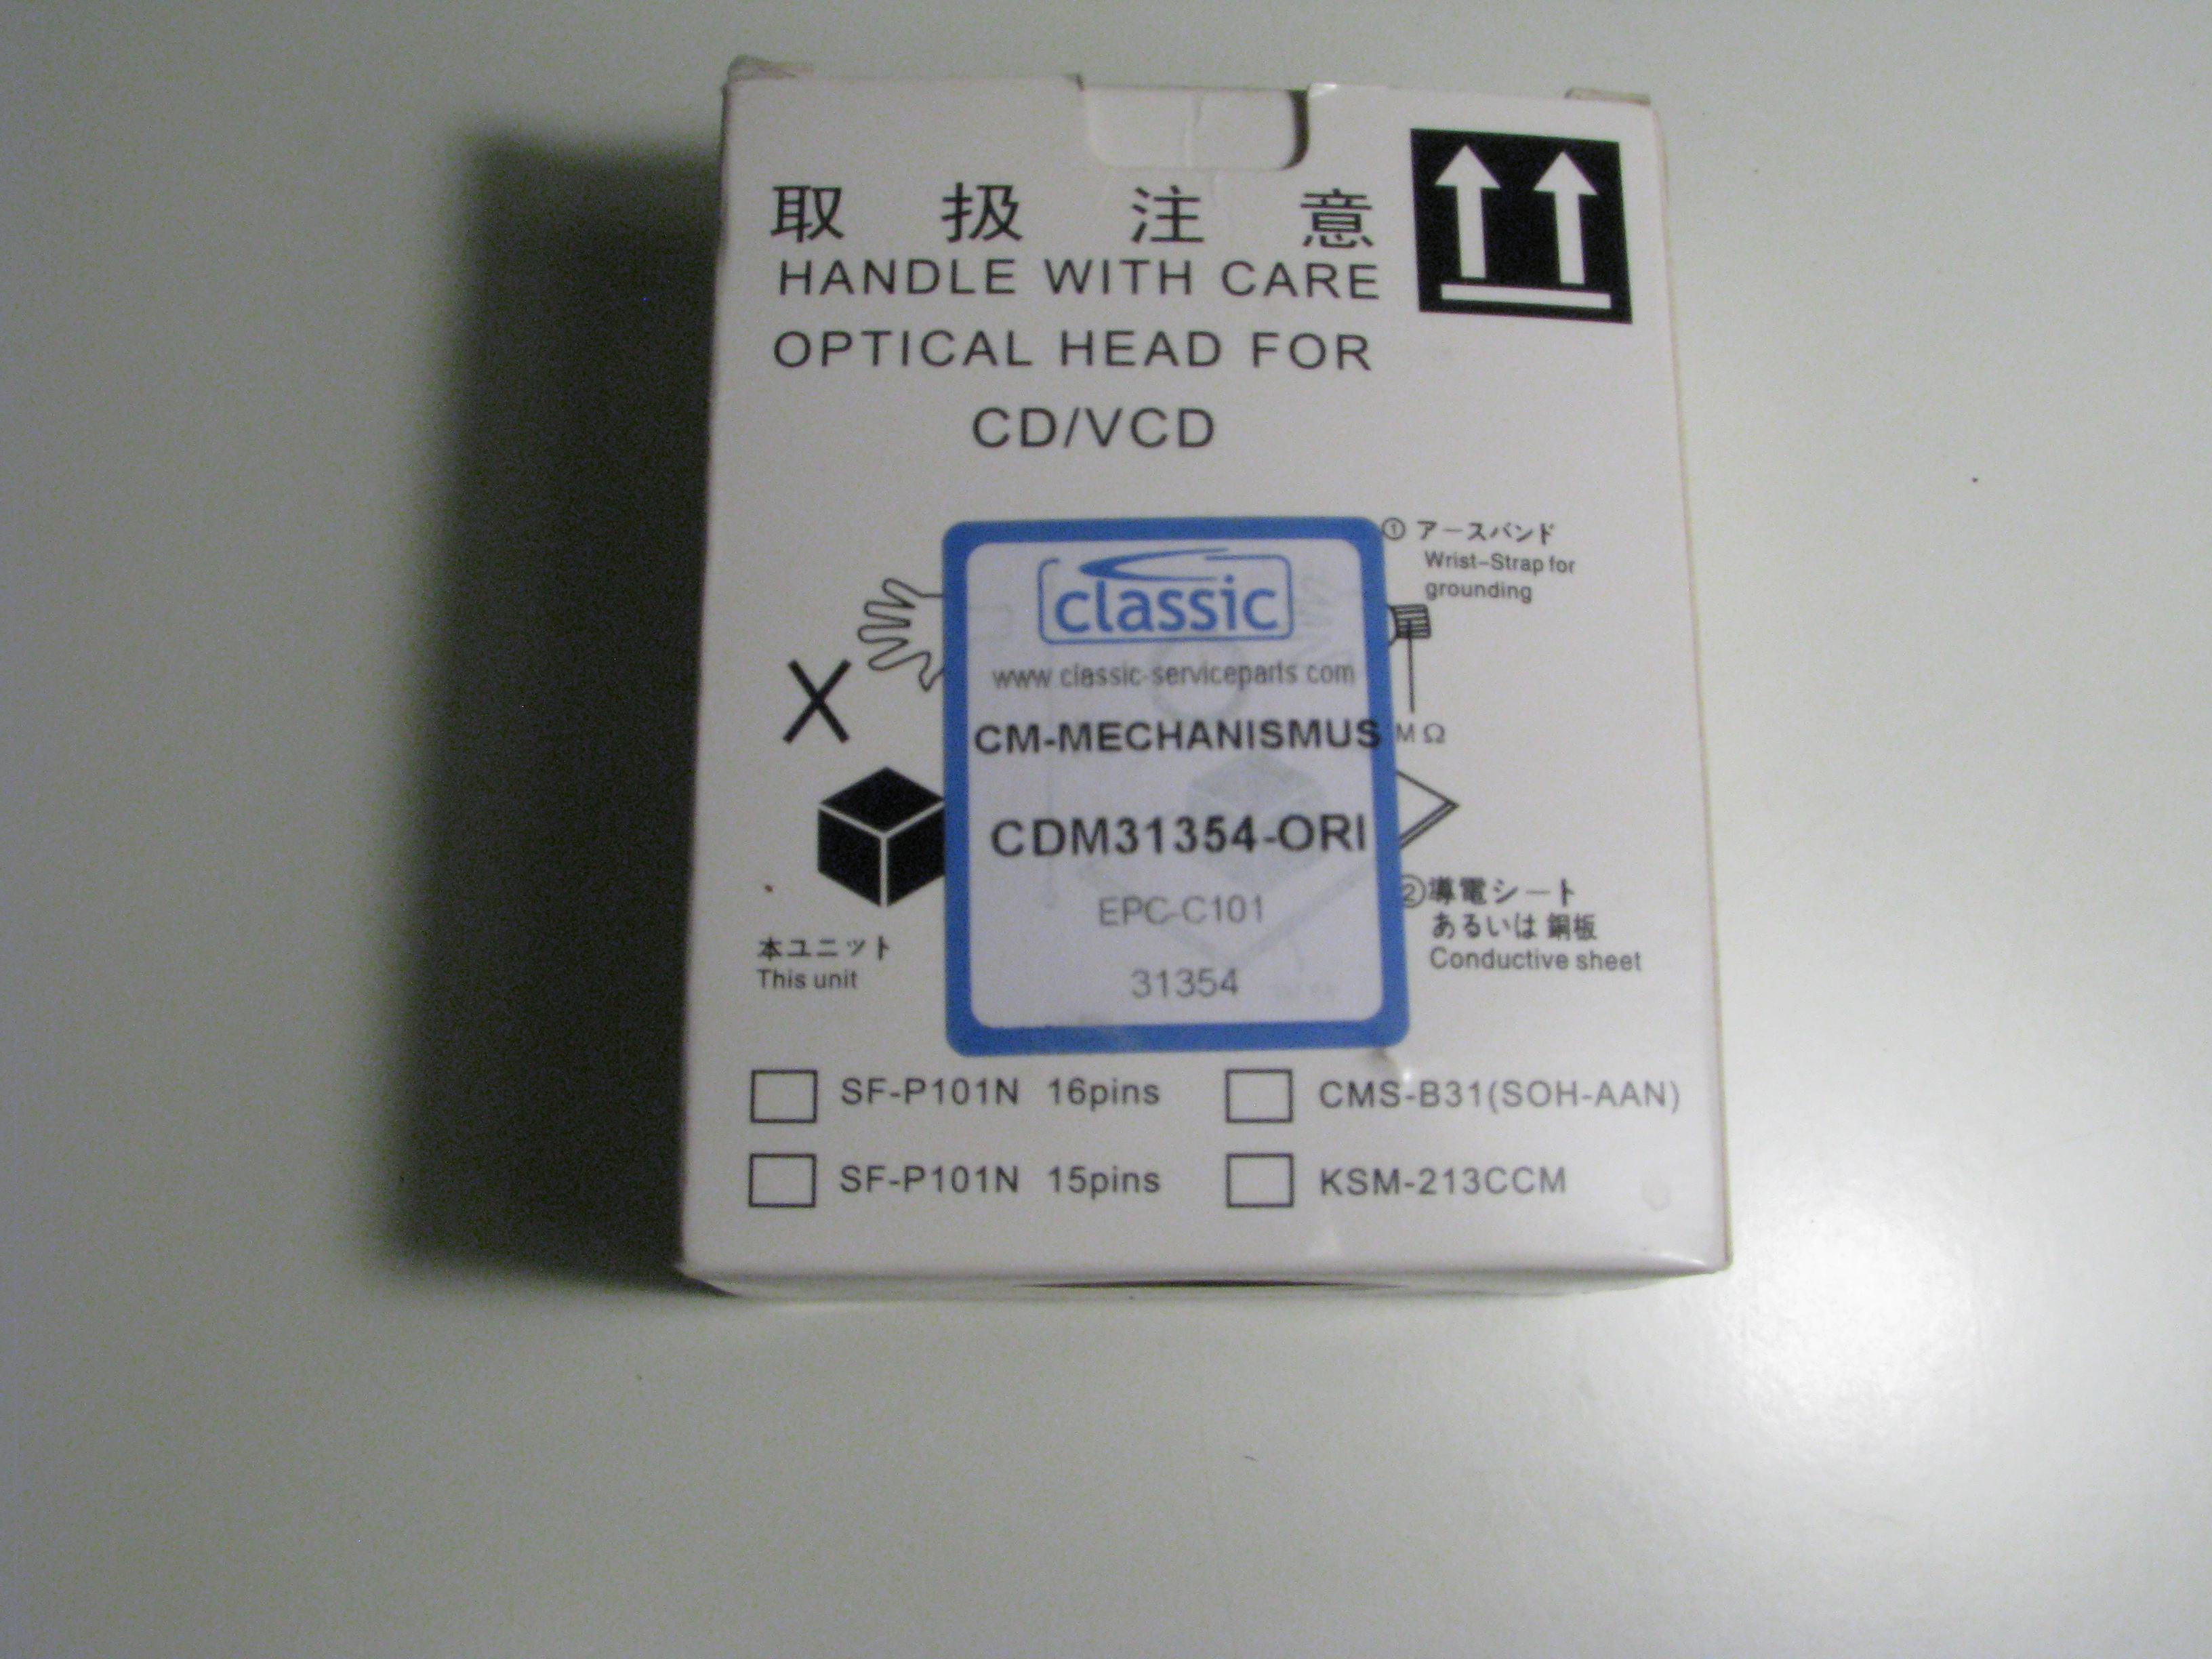 取扱注意
HANDLE WITH CARE
OPTICAL HEAD FOR
CD/VCD
① アースバンド
Wrist-Strap for
grounding
classic
www.classic-serviceparts.com
CM-MECHANISMUS
MΩ
CDM31354-ORI
EPC-C101
31354
②導電シート
あるいは 銅板
Conductive sheet
本ユニット
This unit
SF-P101N 16pins
CMS-B31(SOH-AAN)
SF-P101N 15pins
KSM-213CCM